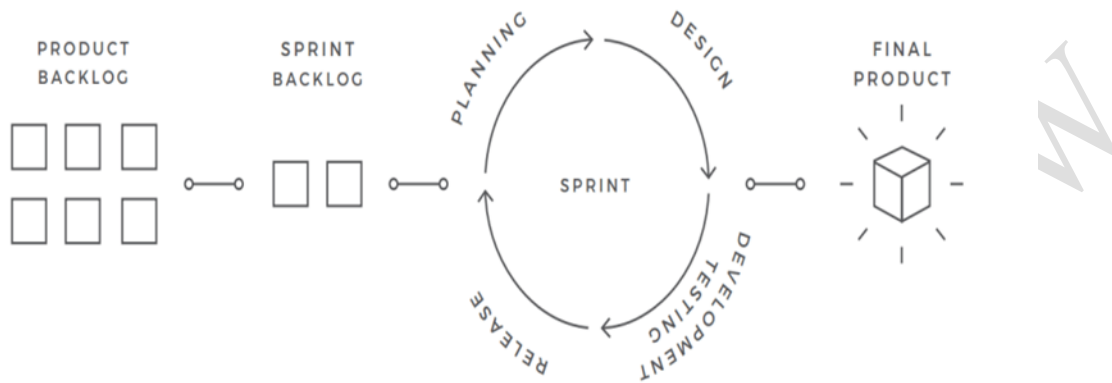 PRODUCT
BACKLOG
SPRINT
BACKLOG
PLANNING
DESIGN
SPRINT
DEVELOPMENT
TESTING
RELEASE
FINAL
PRODUCT
W